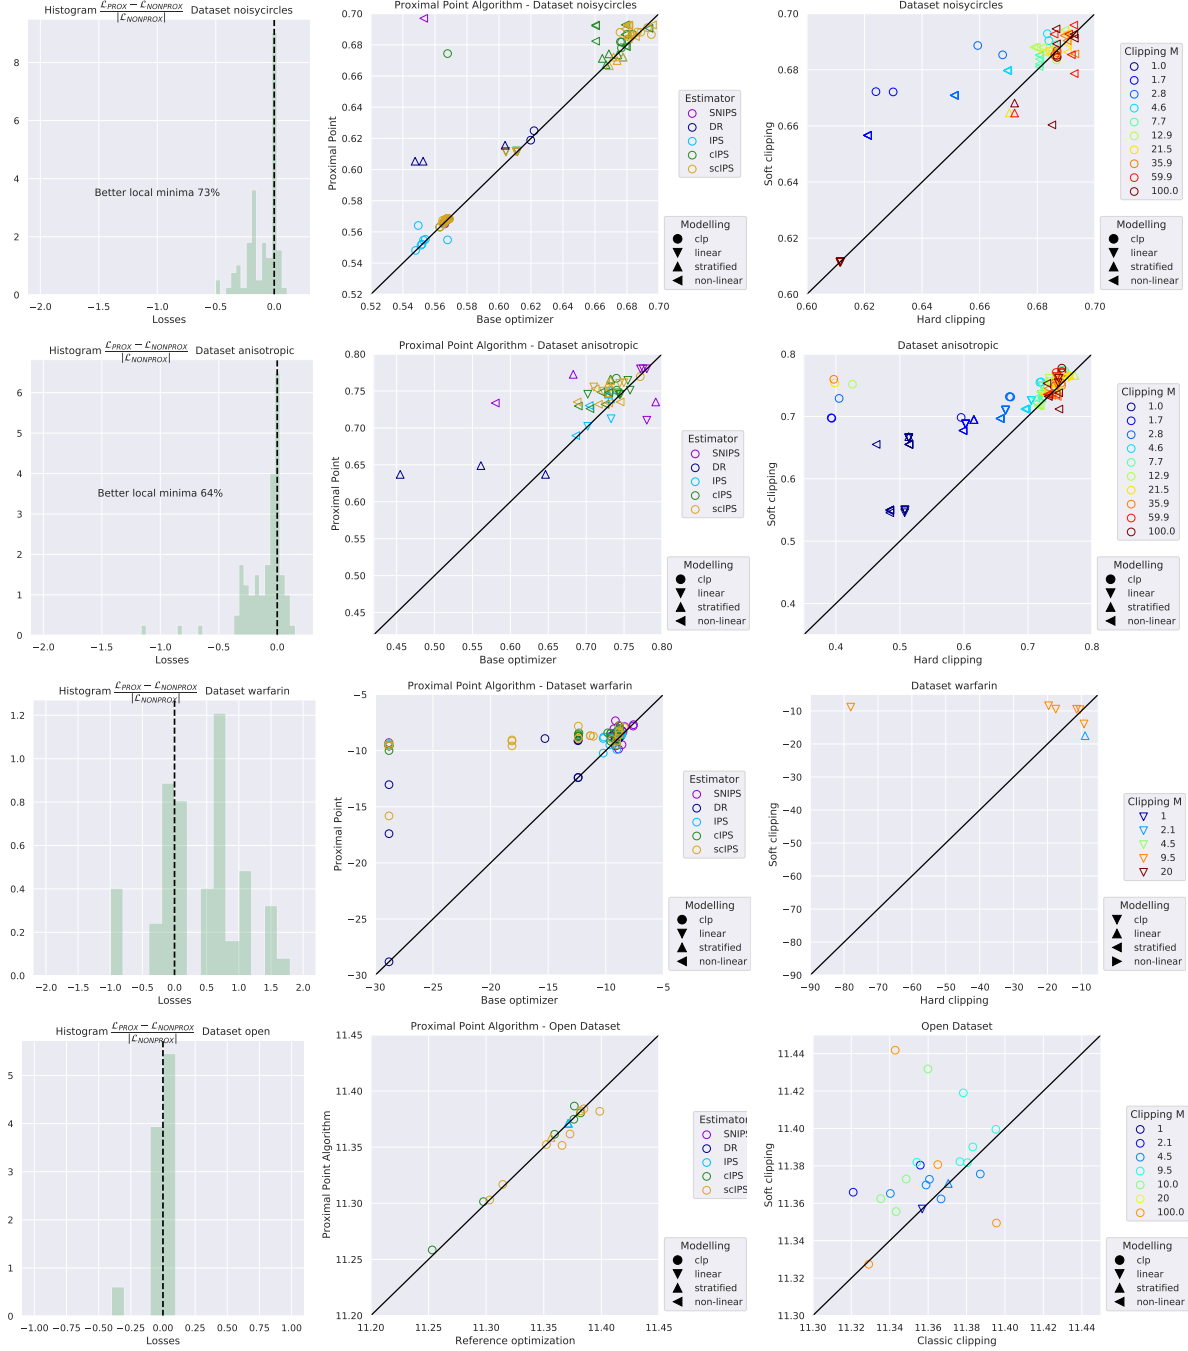 Histogram (L_PROX − L_NONPROX) / |L_NONPROX| Dataset noisycircles
8
6
4
2
0
−2.0 −1.5 −1.0 −0.5 0.0
Better local minima 73%
Losses
Proximal Point Algorithm - Dataset noisycircles
0.70
0.68
0.66
0.64
0.62
0.60
0.58
0.56
0.54
0.52
0.52 0.54 0.56 0.58 0.60 0.62 0.64 0.66 0.68 0.70
Proximal Point
Base optimizer
Estimator
SNIPS
DR
IPS
cIPS
scIPS
Modelling
clp
linear
stratified
non-linear
Dataset noisycircles
0.70
0.68
0.66
0.64
0.62
0.60
0.60 0.62 0.64 0.66 0.68 0.70
Soft clipping
Hard clipping
Clipping M
1.0
1.7
2.8
4.6
7.7
12.9
21.5
35.9
59.9
100.0
Modelling
clp
linear
stratified
non-linear
Histogram (L_PROX − L_NONPROX) / |L_NONPROX| Dataset anisotropic
6
5
4
3
2
1
0
−2.0 −1.5 −1.0 −0.5 0.0
Better local minima 64%
Losses
Proximal Point Algorithm - Dataset anisotropic
0.80
0.75
0.70
0.65
0.60
0.55
0.50
0.45
0.45 0.50 0.55 0.60 0.65 0.70 0.75 0.80
Proximal Point
Base optimizer
Estimator
SNIPS
DR
IPS
cIPS
scIPS
Modelling
clp
linear
stratified
non-linear
Dataset anisotropic
0.8
0.7
0.6
0.5
0.4
0.4 0.5 0.6 0.7 0.8
Soft clipping
Hard clipping
Clipping M
1.0
1.7
2.8
4.6
7.7
12.9
21.5
35.9
59.9
100.0
Modelling
clp
linear
stratified
non-linear
Histogram (L_PROX − L_NONPROX) / |L_NONPROX| Dataset warfarin
1.2
1.0
0.8
0.6
0.4
0.2
0.0
−2.0 −1.5 −1.0 −0.5 0.0 0.5 1.0 1.5 2.0
Losses
Proximal Point Algorithm - Dataset warfarin
−5
−10
−15
−20
−25
−30
−30 −25 −20 −15 −10 −5
Proximal Point
Base optimizer
Estimator
SNIPS
DR
IPS
cIPS
scIPS
Modelling
clp
linear
stratified
non-linear
Dataset warfarin
−10
−20
−30
−40
−50
−60
−70
−80
−90
−90 −80 −70 −60 −50 −40 −30 −20 −10
Soft clipping
Hard clipping
Clipping M
1
2.1
4.5
9.5
20
Modelling
clp
linear
stratified
non-linear
Histogram (L_PROX − L_NONPROX) / |L_NONPROX| Dataset open
5
4
3
2
1
0
−1.00 −0.75 −0.50 −0.25 0.00 0.25 0.50 0.75 1.00
Losses
Proximal Point Algorithm - Open Dataset
11.45
11.40
11.35
11.30
11.25
11.20
11.20 11.25 11.30 11.35 11.40 11.45
Proximal Point Algorithm
Reference optimization
Estimator
SNIPS
DR
IPS
cIPS
scIPS
Modelling
clp
linear
stratified
non-linear
Open Dataset
11.44
11.42
11.40
11.38
11.36
11.34
11.32
11.30
11.30 11.32 11.34 11.36 11.38 11.40 11.42 11.44
Soft clipping
Classic clipping
Clipping M
1
2.1
4.5
9.5
10.0
20
100.0
Modelling
clp
linear
stratified
non-linear